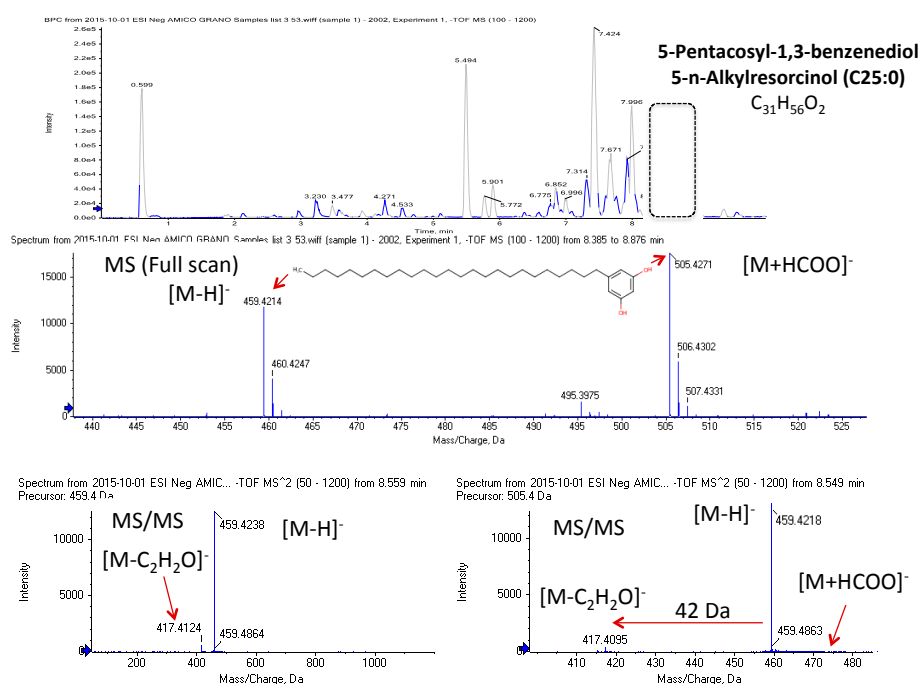 BPC from 2015-10-01 ESI Neg AMICO GRANO Samples list 3 53.wiff (sample 1) - 2002, Experiment 1, -TOF MS (100 - 1200)
2.6e5
2.4e5
2.2e5
2.0e5
1.8e5
1.6e5
1.4e5
1.2e5
1.0e5
8.0e4
6.0e4
4.0e4
2.0e4
0.0e0
Intensity
0.599
3.230
3.477
4.271
4.533
5.494
5.901
5.772
6.775
6.852
6.996
7.314
7.424
7.671
7.996
1 2 3 4 5 6 7 8
Time, min
5-Pentacosyl-1,3-benzenediol
5-n-Alkylresorcinol (C25:0)
C31H56O2
Spectrum from 2015-10-01 ESI Neg AMICO GRANO Samples list 3 53.wiff (sample 1) - 2002, Experiment 1, -TOF MS (100 - 1200) from 8.385 to 8.876 min
MS (Full scan)
[M-H]-
H3C
OH
OH
[M+HCOO]-
15000
10000
5000
0
Intensity
459.4214
460.4247
495.3975
505.4271
506.4302
507.4331
440 445 450 455 460 465 470 475 480 485 490 495 500 505 510 515 520 525
Mass/Charge, Da
Spectrum from 2015-10-01 ESI Neg AMIC... -TOF MS^2 (50 - 1200) from 8.559 min
Precursor: 459.4 Da
MS/MS
[M-H]-
[M-C2H2O]-
10000
5000
0
Intensity
459.4238
417.4124
459.4864
200 400 600 800 1000
Mass/Charge, Da
Spectrum from 2015-10-01 ESI Neg AMIC... -TOF MS^2 (50 - 1200) from 8.549 min
Precursor: 505.4 Da
MS/MS
[M-H]-
[M-C2H2O]-
42 Da
[M+HCOO]-
10000
5000
0
Intensity
459.4218
459.4863
417.4095
410 420 430 440 450 460 470 480
Mass/Charge, Da